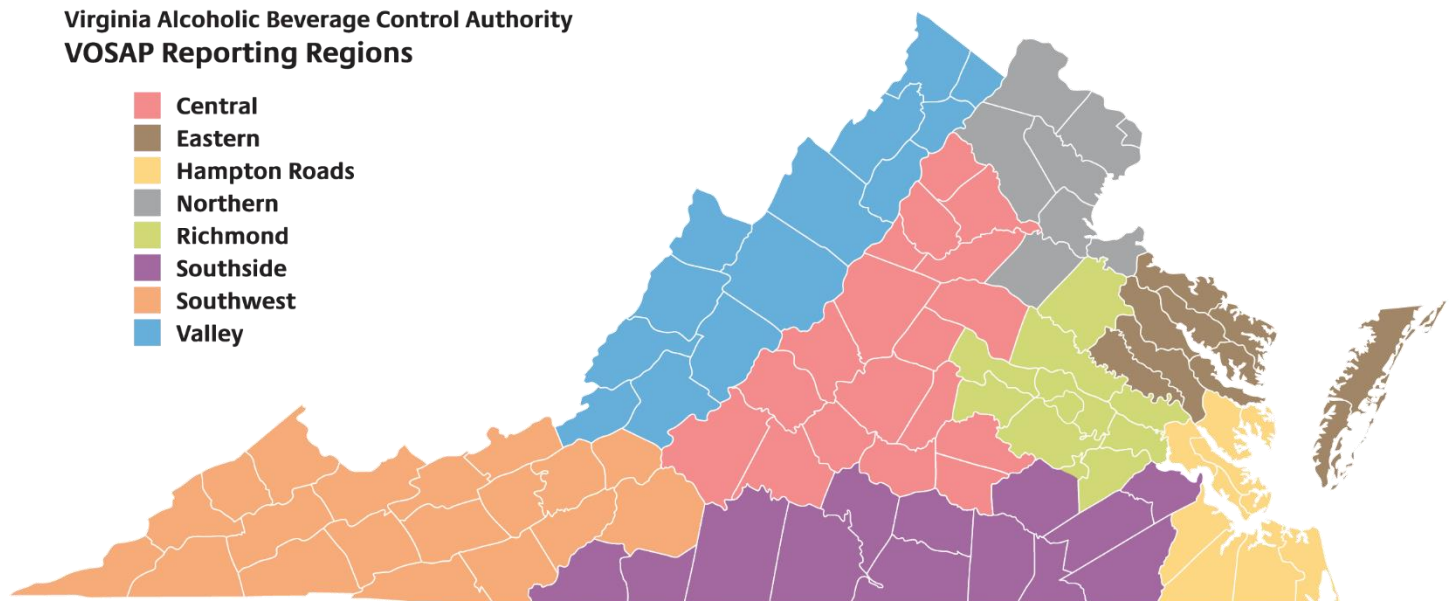 Virginia Alcoholic Beverage Control Authority
VOSAP Reporting Regions
Central
Eastern
Hampton Roads
Northern
Richmond
Southside
Southwest
Valley